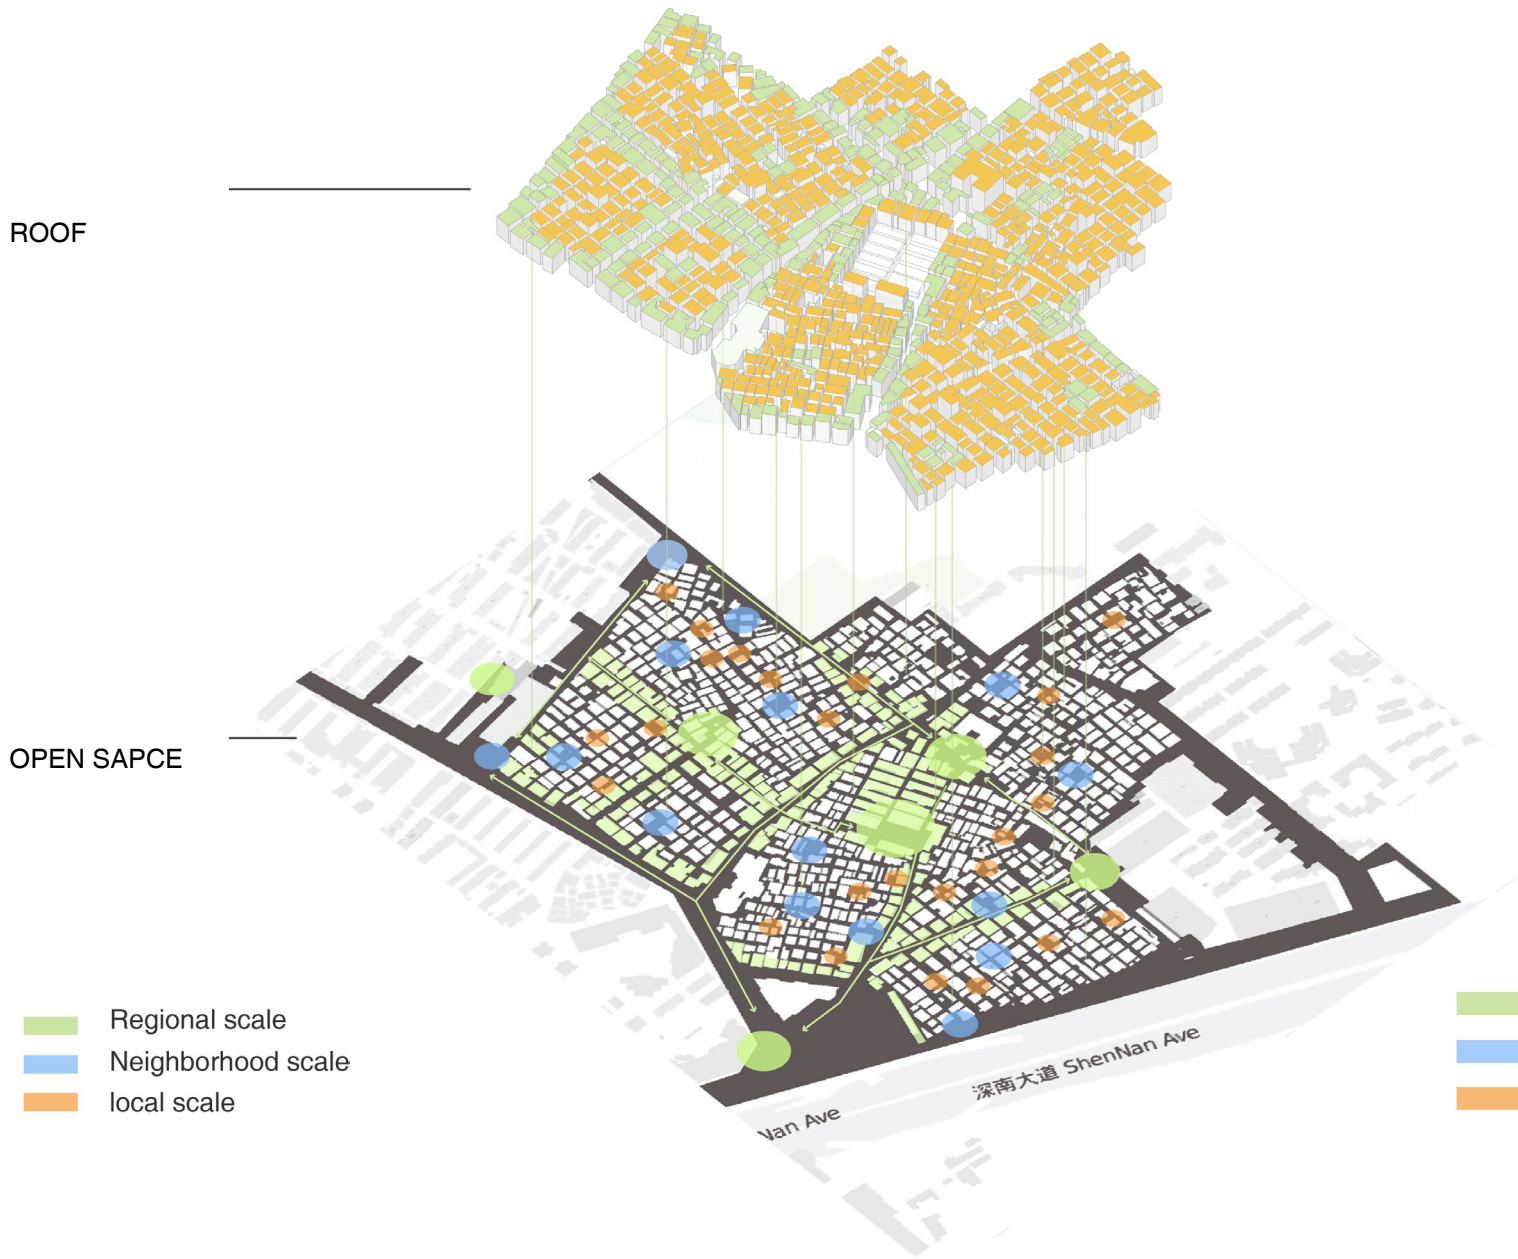 ROOF
OPEN SAPCE
Regional scale
Neighborhood scale
local scale
深南大道 ShenNan Ave
Nan Ave